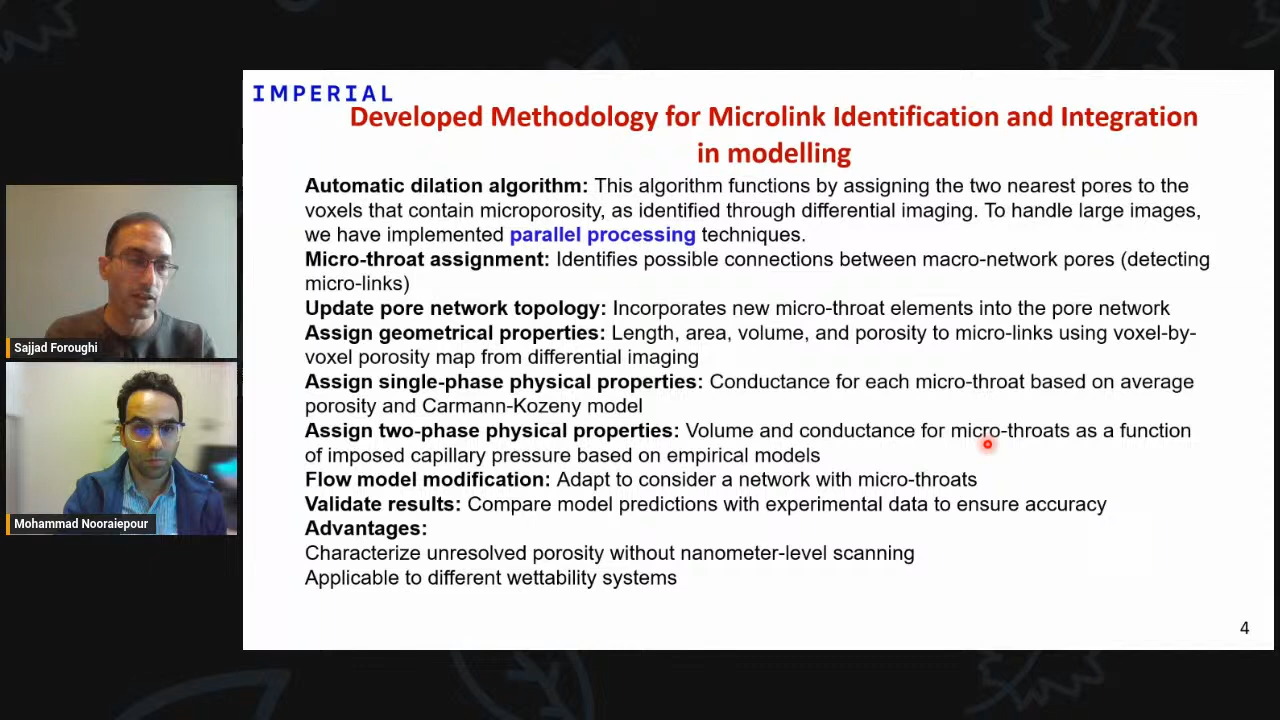 IMPERIAL
Developed Methodology for Microlink Identification and Integration
in modelling
Automatic dilation algorithm: This algorithm functions by assigning the two nearest pores to the
voxels that contain microporosity, as identified through differential imaging. To handle large images,
we have implemented parallel processing techniques.
Micro-throat assignment: Identifies possible connections between macro-network pores (detecting
micro-links)
Update pore network topology: Incorporates new micro-throat elements into the pore network
Assign geometrical properties: Length, area, volume, and porosity to micro-links using voxel-by-
voxel porosity map from differential imaging
Assign single-phase physical properties: Conductance for each micro-throat based on average
porosity and Carmann-Kozeny model
Assign two-phase physical properties: Volume and conductance for micro-throats as a function
of imposed capillary pressure based on empirical models
Flow model modification: Adapt to consider a network with micro-throats
Validate results: Compare model predictions with experimental data to ensure accuracy
Advantages:
Characterize unresolved porosity without nanometer-level scanning
Applicable to different wettability systems
4
Sajjad Foroughi
Mohammad Nooraiepour